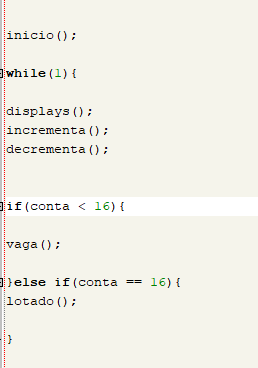 inicio();
while(1){
displays();
incrementa();
decrementa();
if(conta < 16){
vaga();
}else if(conta == 16){
lotado();
}